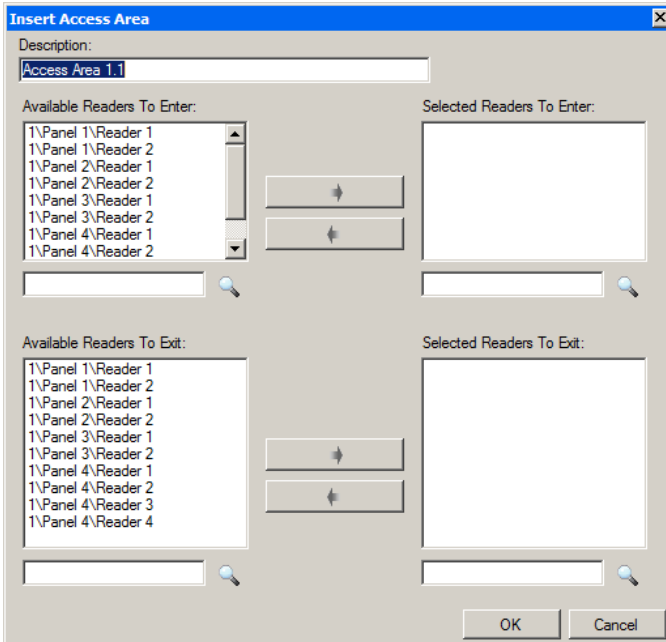 Insert Access Area
Description:
Access Area 1.1
Available Readers To Enter:
Selected Readers To Enter:
1\Panel 1\Reader 1
1\Panel 1\Reader 2
1\Panel 2\Reader 1
1\Panel 2\Reader 2
1\Panel 3\Reader 1
1\Panel 3\Reader 2
1\Panel 4\Reader 1
1\Panel 4\Reader 2
Available Readers To Exit:
Selected Readers To Exit:
1\Panel 1\Reader 1
1\Panel 1\Reader 2
1\Panel 2\Reader 1
1\Panel 2\Reader 2
1\Panel 3\Reader 1
1\Panel 3\Reader 2
1\Panel 4\Reader 1
1\Panel 4\Reader 2
1\Panel 4\Reader 3
1\Panel 4\Reader 4
OK
Cancel